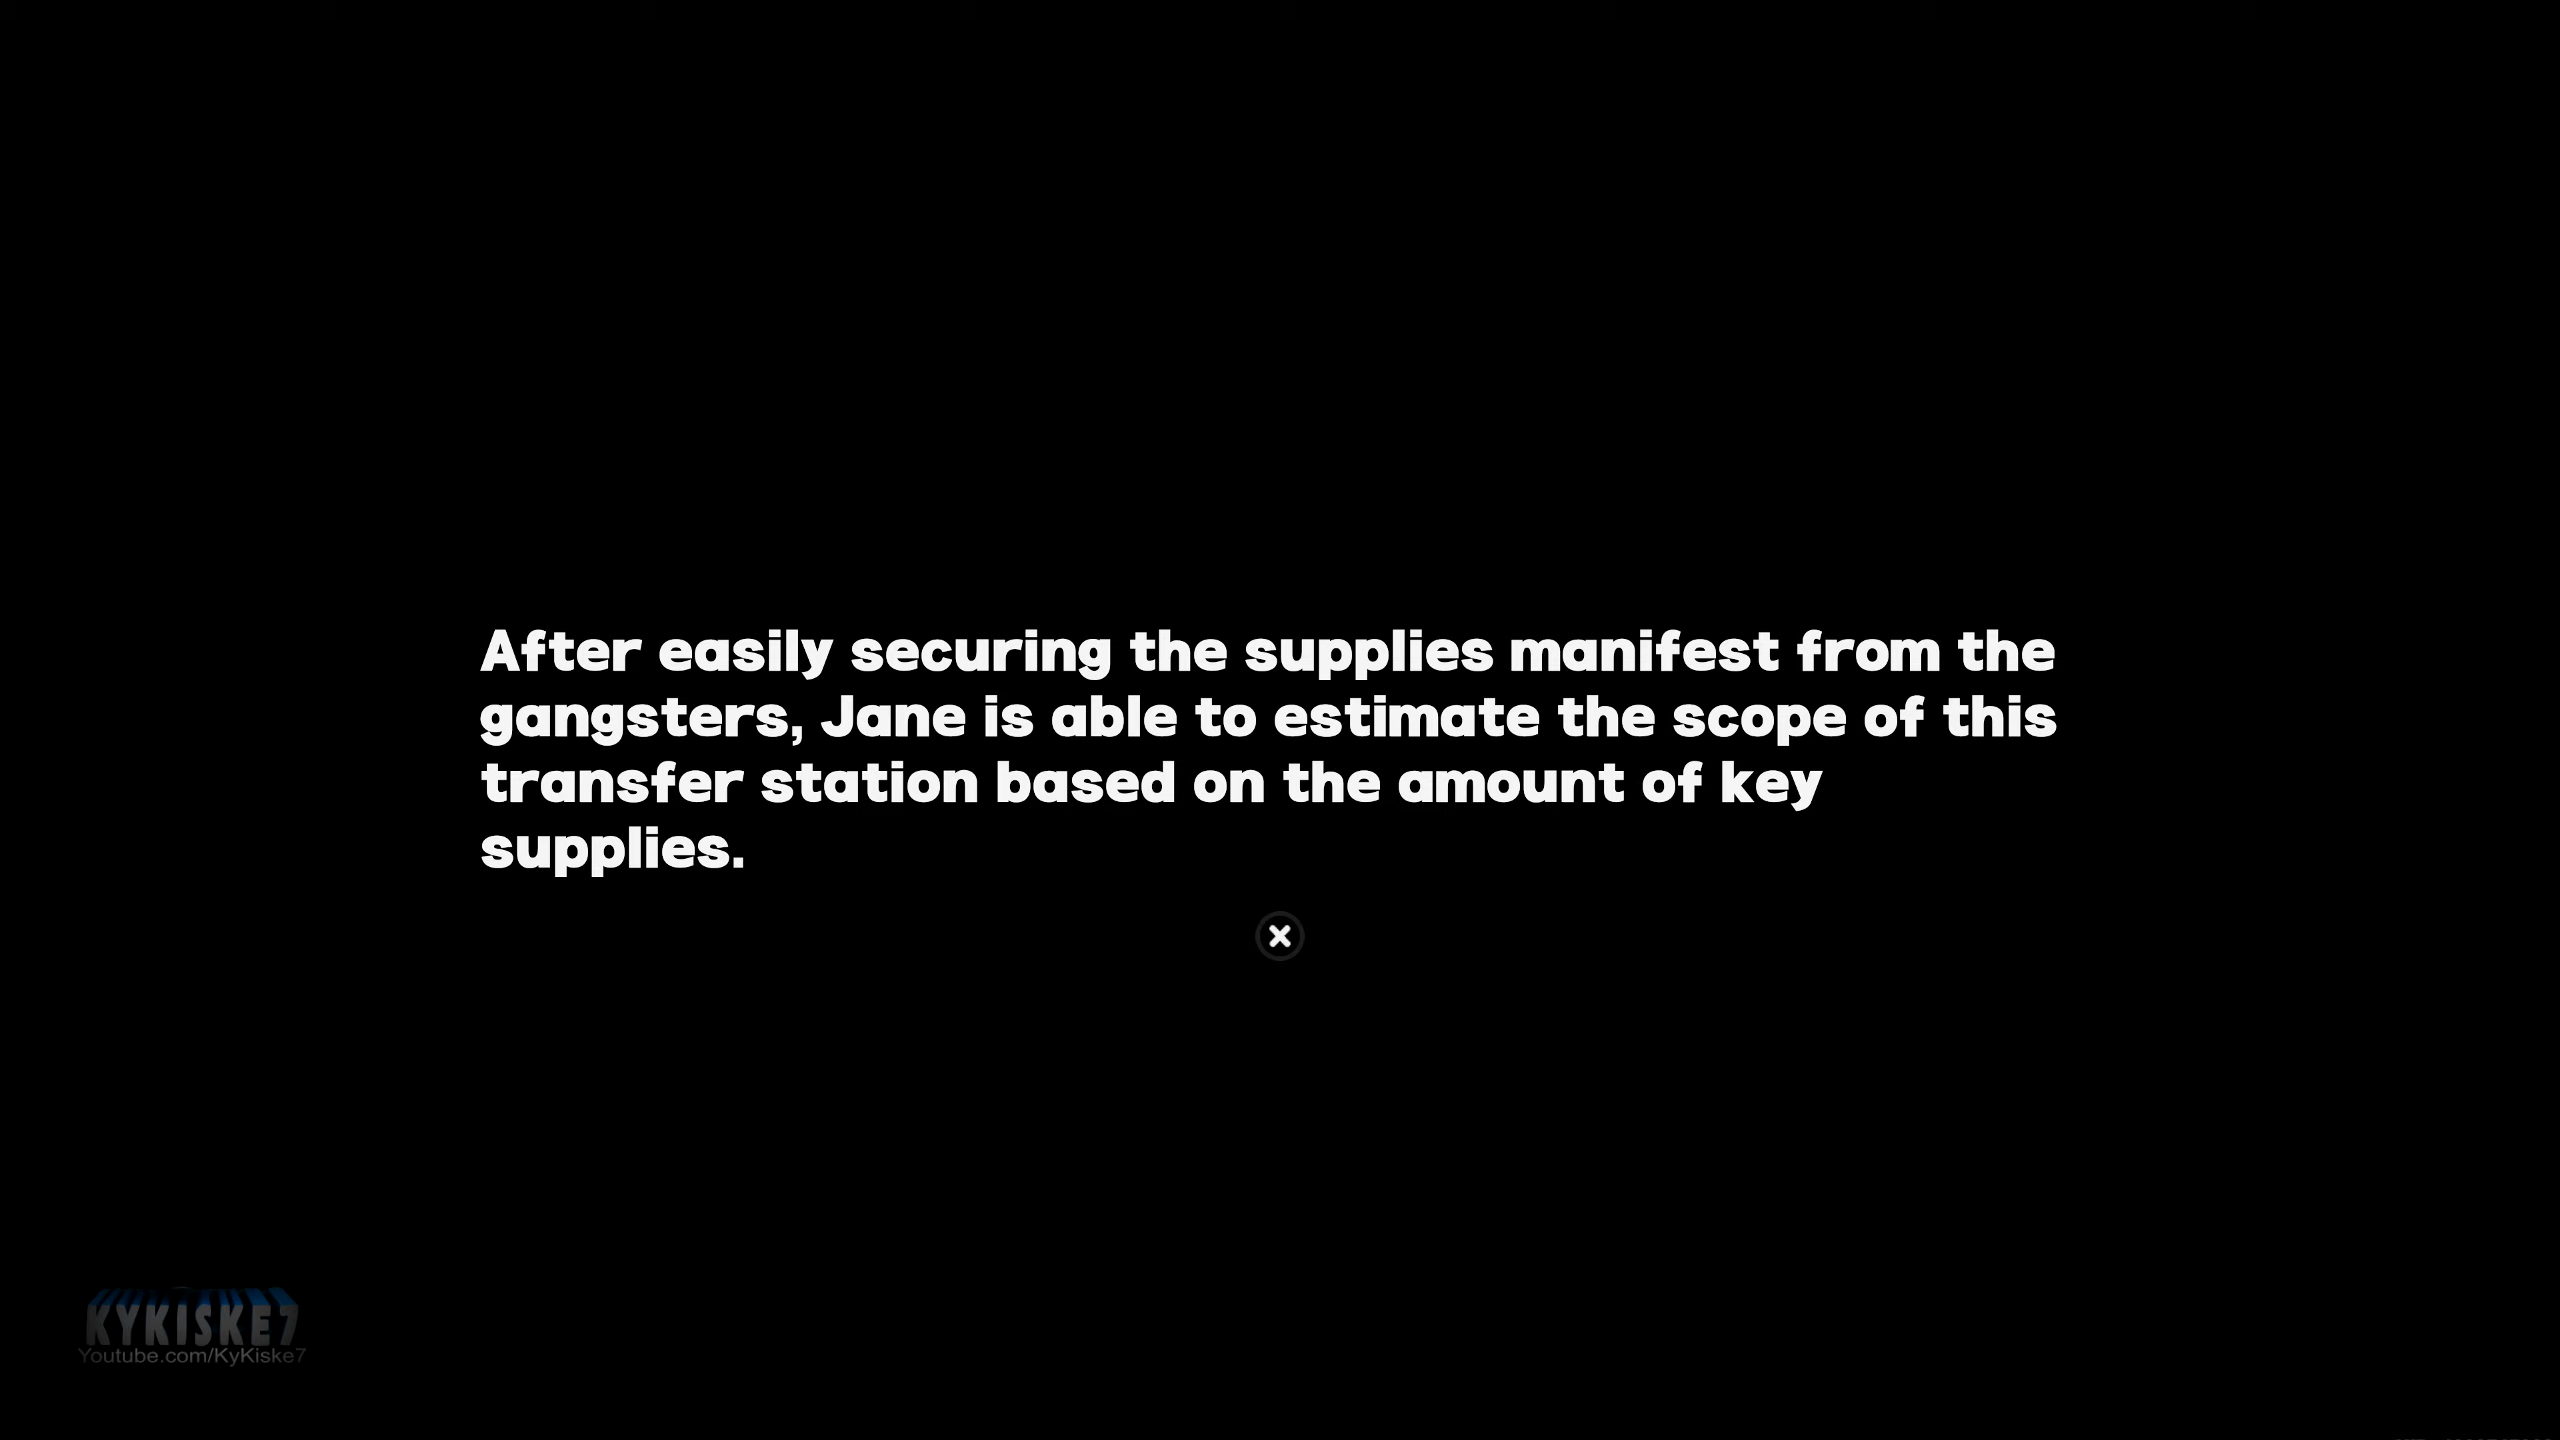 After easily securing the supplies manifest from the
gangsters, Jane is able to estimate the scope of this
transfer station based on the amount of key
supplies.
KYKISKE7
Youtube.com/KyKiske7